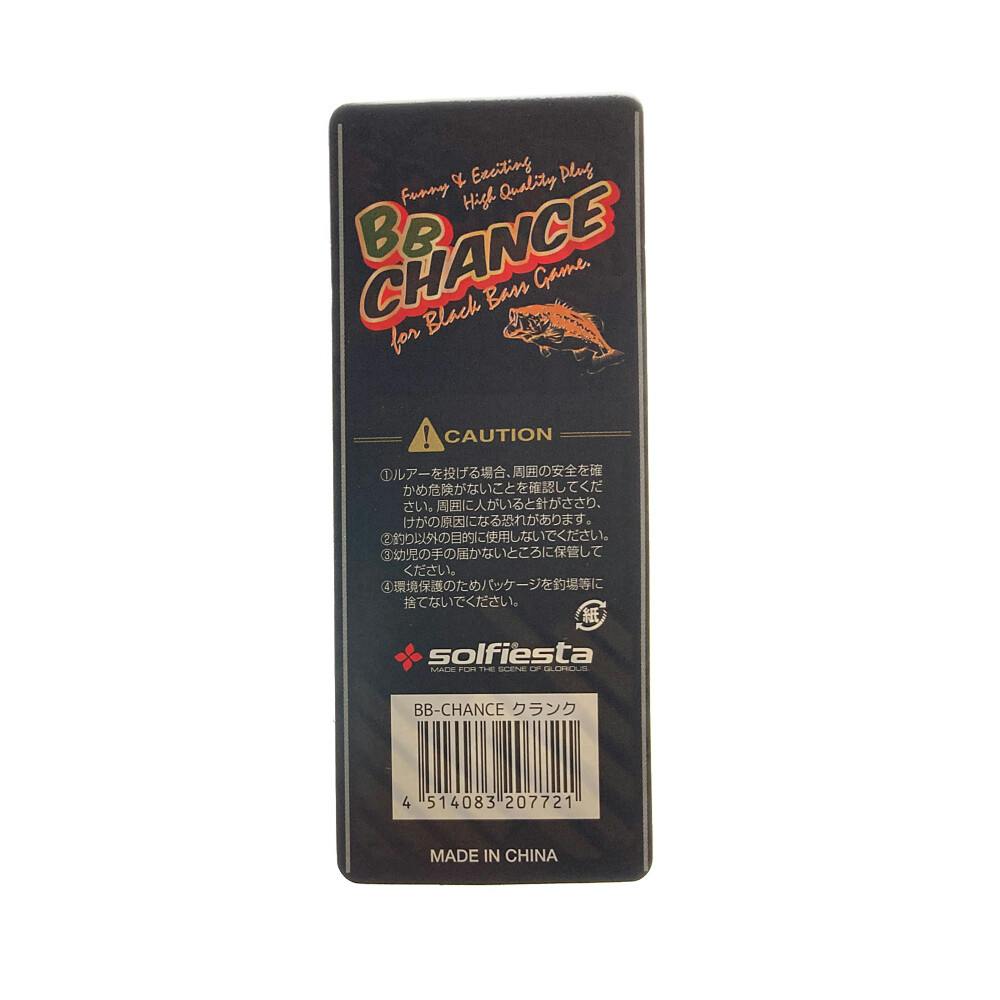 Funny & Exciting
High Quality Plug
BB
CHANCE
for Black Bass Game.
CAUTION
①ルアーを投げる場合、周囲の安全を確
かめ危険がないことを確認してくだ
さい。周囲に人がいると針がささり、
けがの原因になる恐れがあります。
②釣り以外の目的に使用しないでください。
③幼児の手の届かないところに保管して
ください。
④環境保護のためパッケージを釣場等に
捨てないでください。
紙
solfiesta®
MADE FOR THE SCENE OF GLORIOUS.
BB-CHANCE クランク
4 514083 207721
MADE IN CHINA